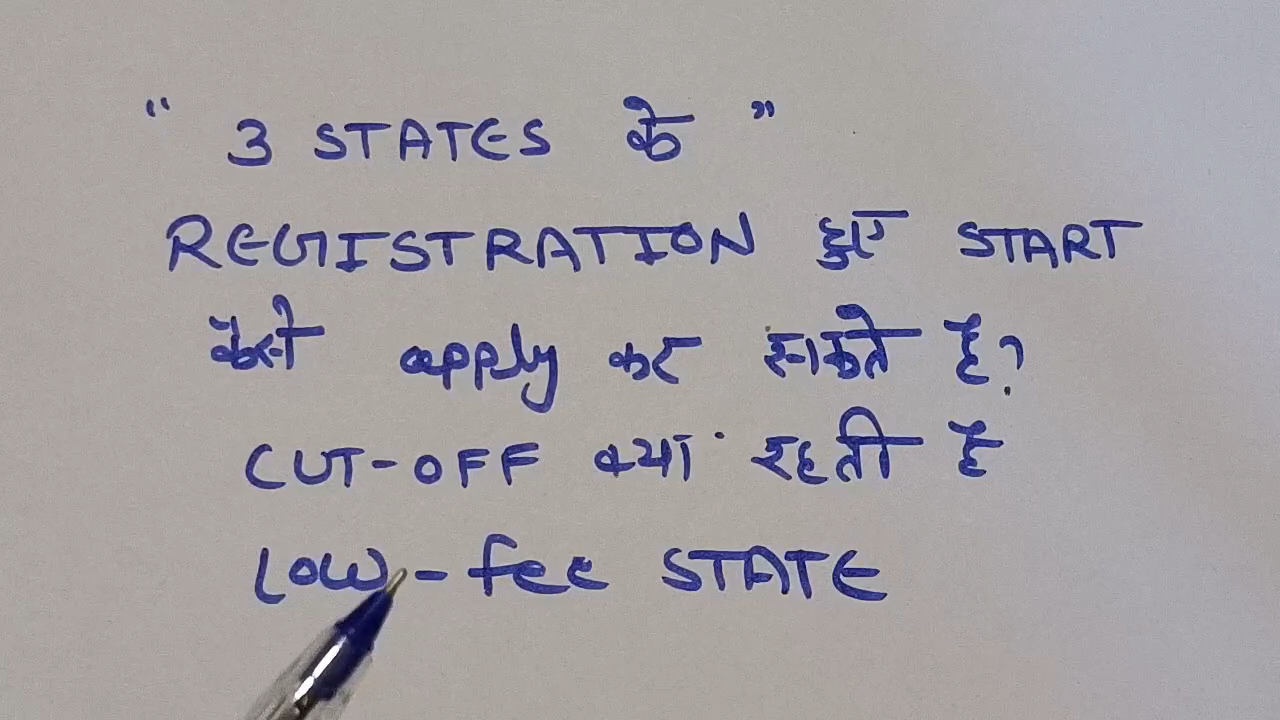 " 3 STATES के "
REGISTRATION हुए START
कैसे apply कर सकते है?
CUT-OFF क्या रहती है
LOW-fee STATE